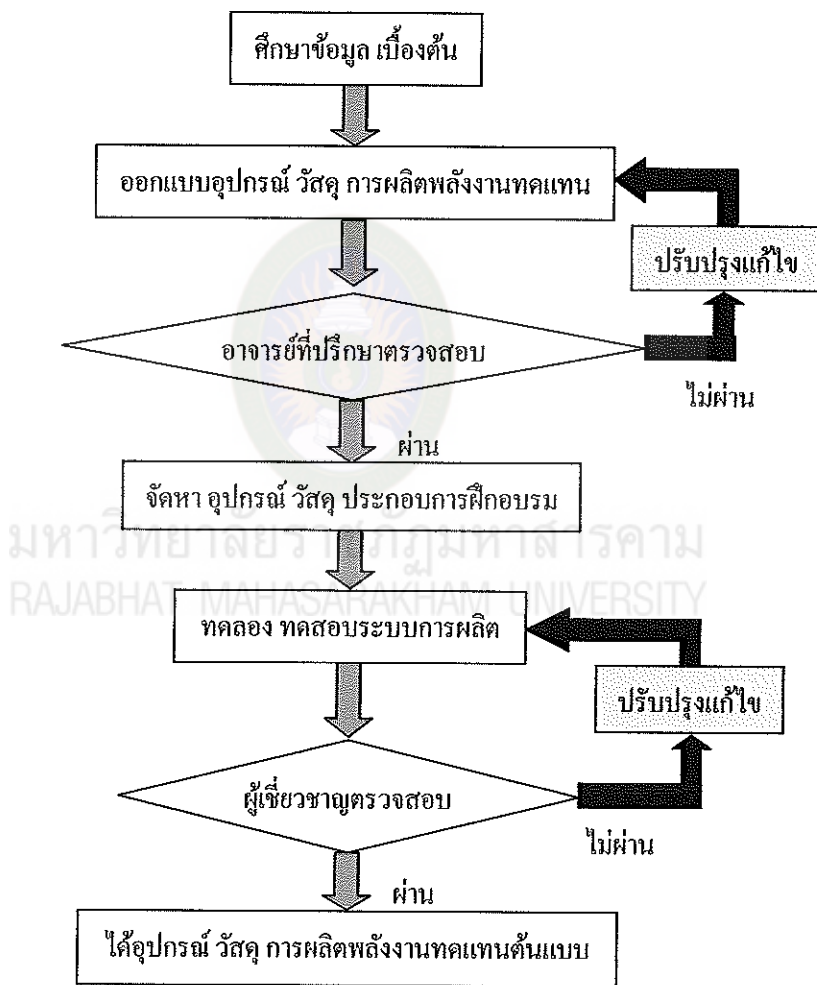 ศึกษาข้อมูล เบื้องต้น
ออกแบบอุปกรณ์ วัสดุ การผลิตพลังงานทดแทน
ปรับปรุงแก้ไข
อาจารย์ที่ปรึกษาตรวจสอบ
ไม่ผ่าน
ผ่าน
จัดหา อุปกรณ์ วัสดุ ประกอบการฝึกอบรม
มหาวิทยาลัยราชภัฏมหาสารคาม
RAJABHAT MAHASARAKHAM UNIVERSITY
ทดลอง ทดสอบระบบการผลิต
ปรับปรุงแก้ไข
ผู้เชี่ยวชาญตรวจสอบ
ไม่ผ่าน
ผ่าน
ได้อุปกรณ์ วัสดุ การผลิตพลังงานทดแทนต้นแบบ